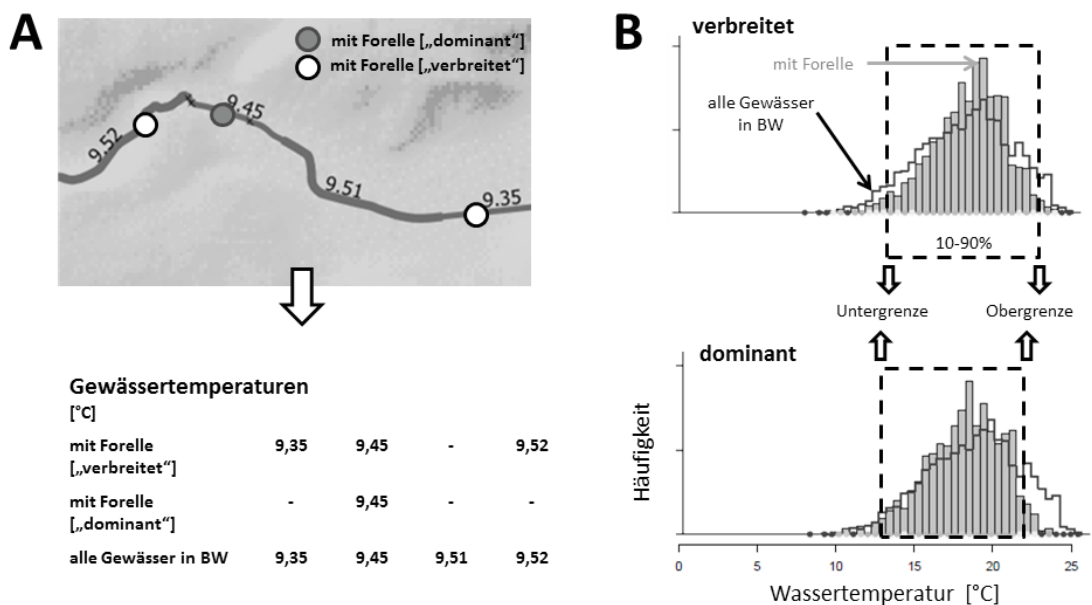 A
mit Forelle [„dominant“]
mit Forelle [„verbreitet“]
9.52
9.45
9.51
9.35
Gewässertemperaturen
[°C]
mit Forelle 9,35 9,45 - 9,52
[„verbreitet“]
mit Forelle - 9,45 - -
[„dominant“]
alle Gewässer in BW 9,35 9,45 9,51 9,52
B
verbreitet
mit Forelle
alle Gewässer
in BW
10-90%
Untergrenze Obergrenze
dominant
Häufigkeit
0 5 10 15 20 25
Wassertemperatur [°C]